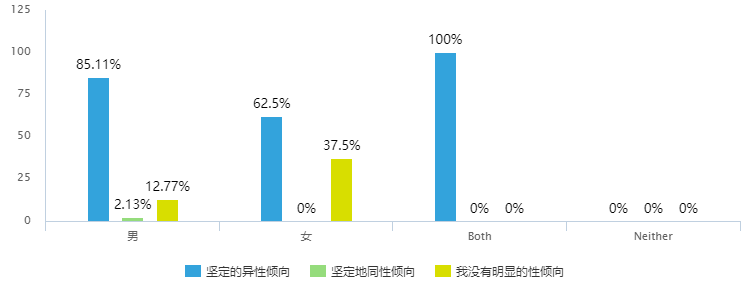 125
100
75
50
25
0
85.11%
2.13%
12.77%
62.5%
0%
37.5%
100%
0%
0%
0%
0%
0%
男
女
Both
Neither
坚定的异性倾向
坚定地同性倾向
我没有明显的性倾向